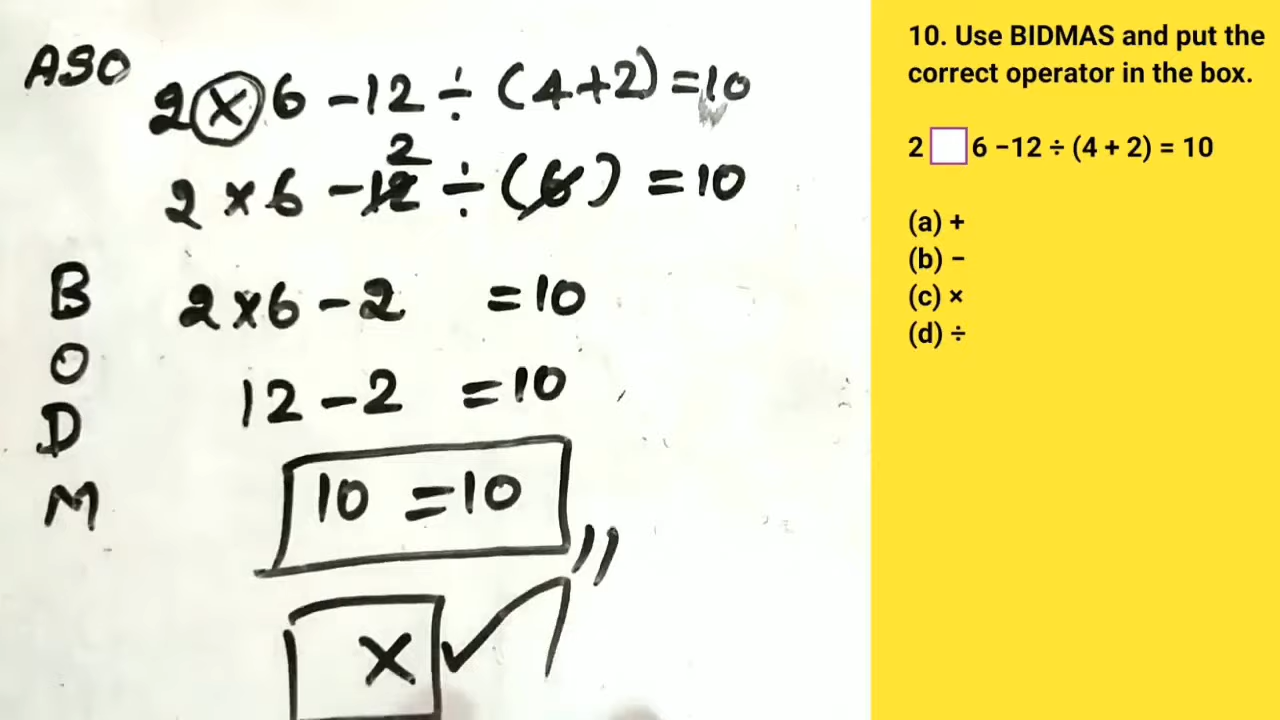 ASO
2 × 6 - 12 ÷ (4+2) = 10
2
2 × 6 - 12 ÷ (6) = 10
B 2×6 - 2 = 10
O
12 - 2 = 10
D
10 = 10
M
×
10. Use BIDMAS and put the
correct operator in the box.
2 □ 6 −12 ÷ (4 + 2) = 10
(a) +
(b) −
(c) ×
(d) ÷